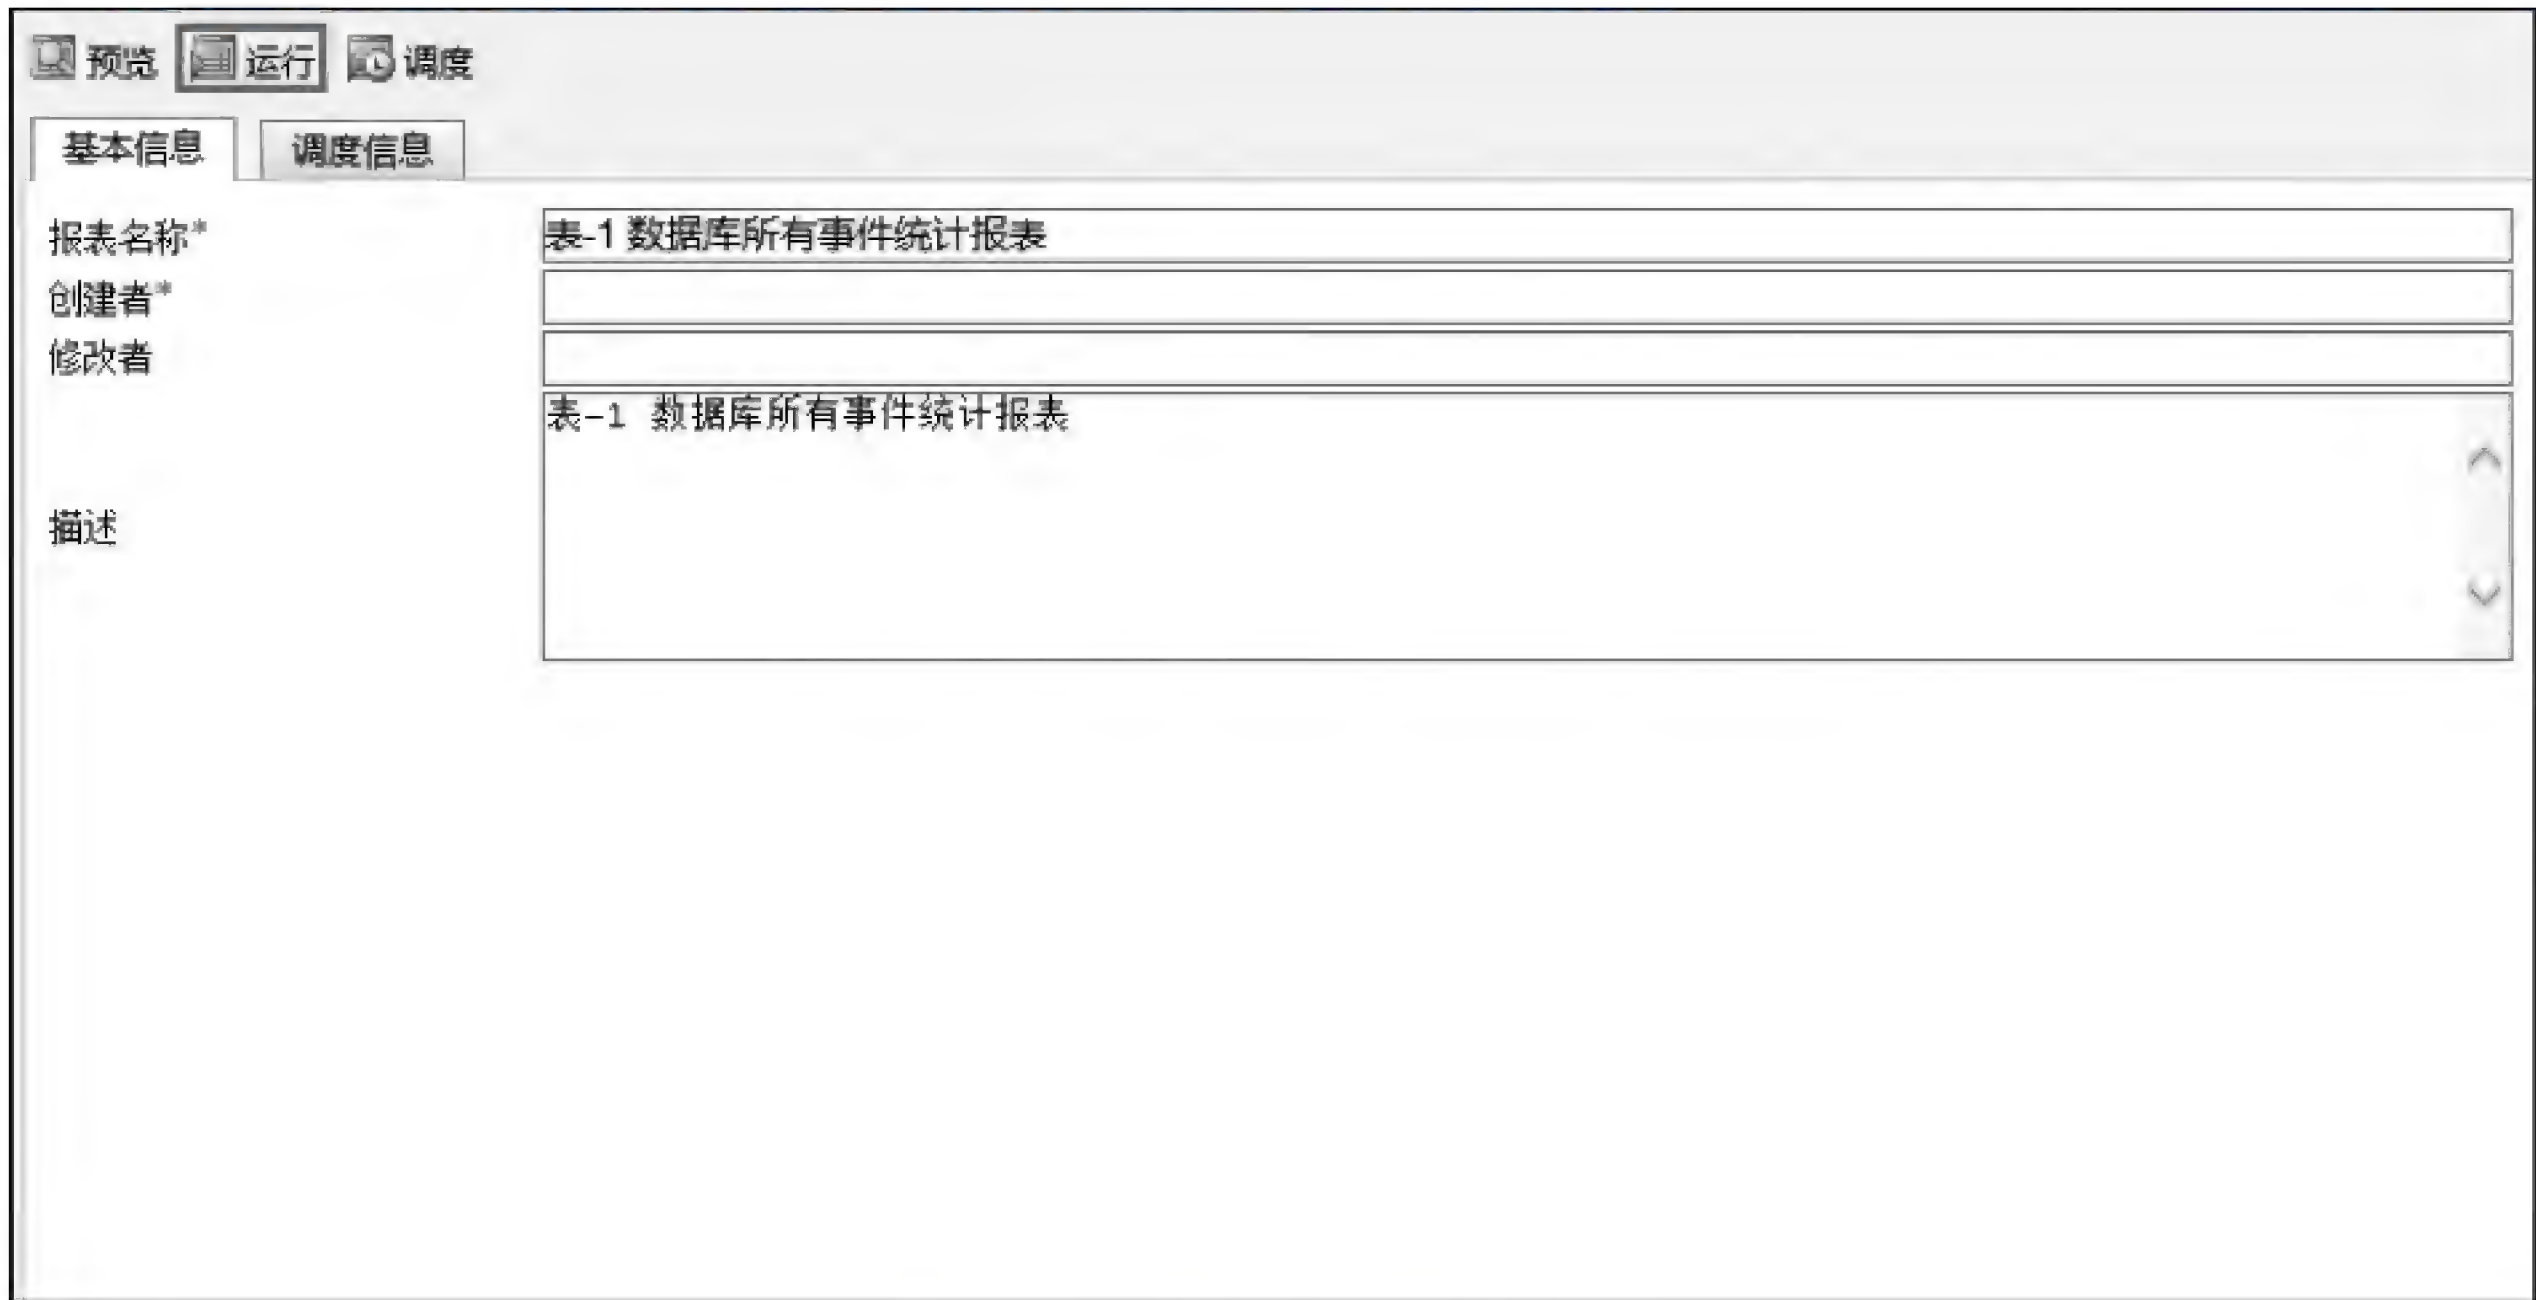 预览 运行 调度
基本信息 调度信息
报表名称* 表-1 数据库所有事件统计报表
创建者*
修改者
描述 表-1 数据库所有事件统计报表